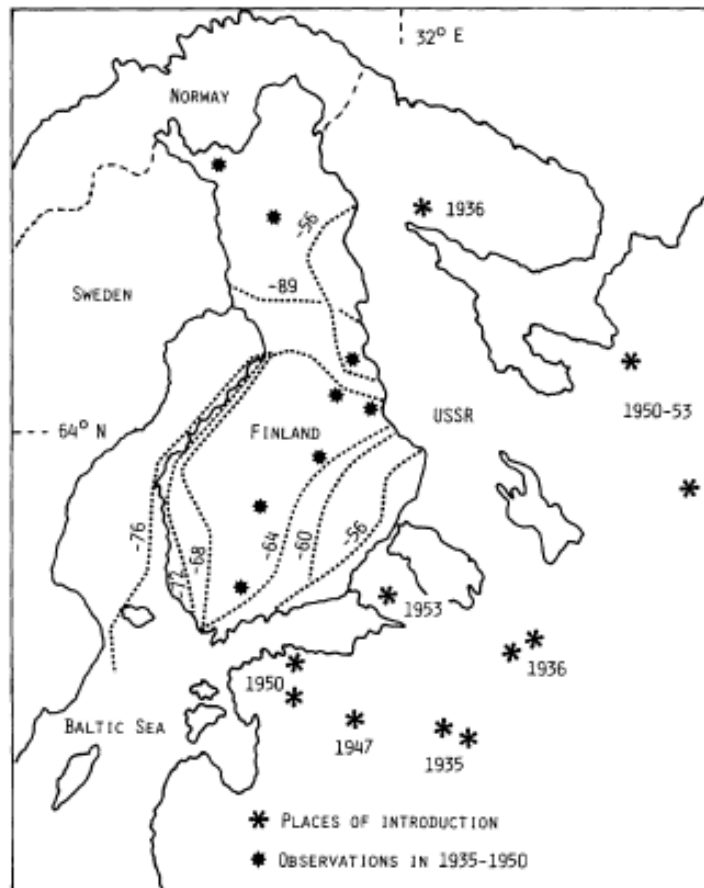 32° E
NORWAY
1936
-56
-89
SWEDEN
1950-53
64° N
FINLAND
USSR
-76
-72
-68
-64
-60
-56
1953
1936
1950
BALTIC SEA
1947
1935
PLACES OF INTRODUCTION
OBSERVATIONS IN 1935-1950